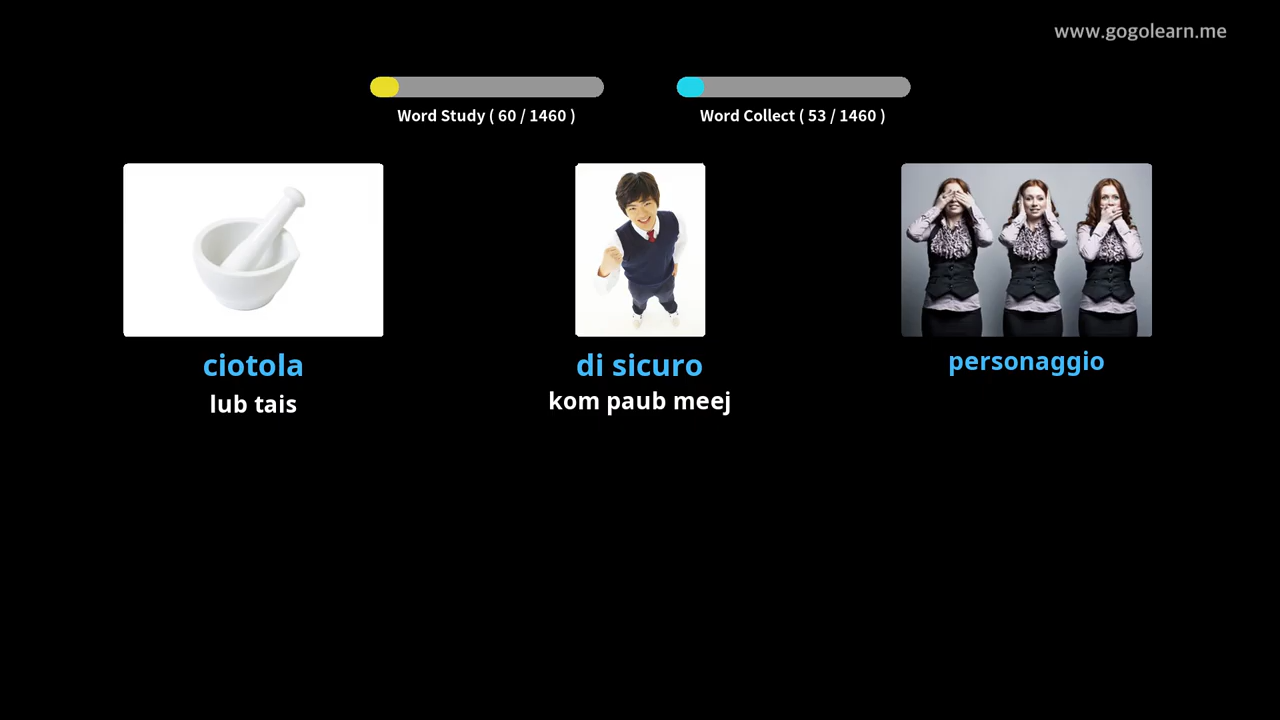 www.gogolearn.me
Word Study ( 60 / 1460 )
Word Collect ( 53 / 1460 )
ciotola
di sicuro
personaggio
lub tais
kom paub meej